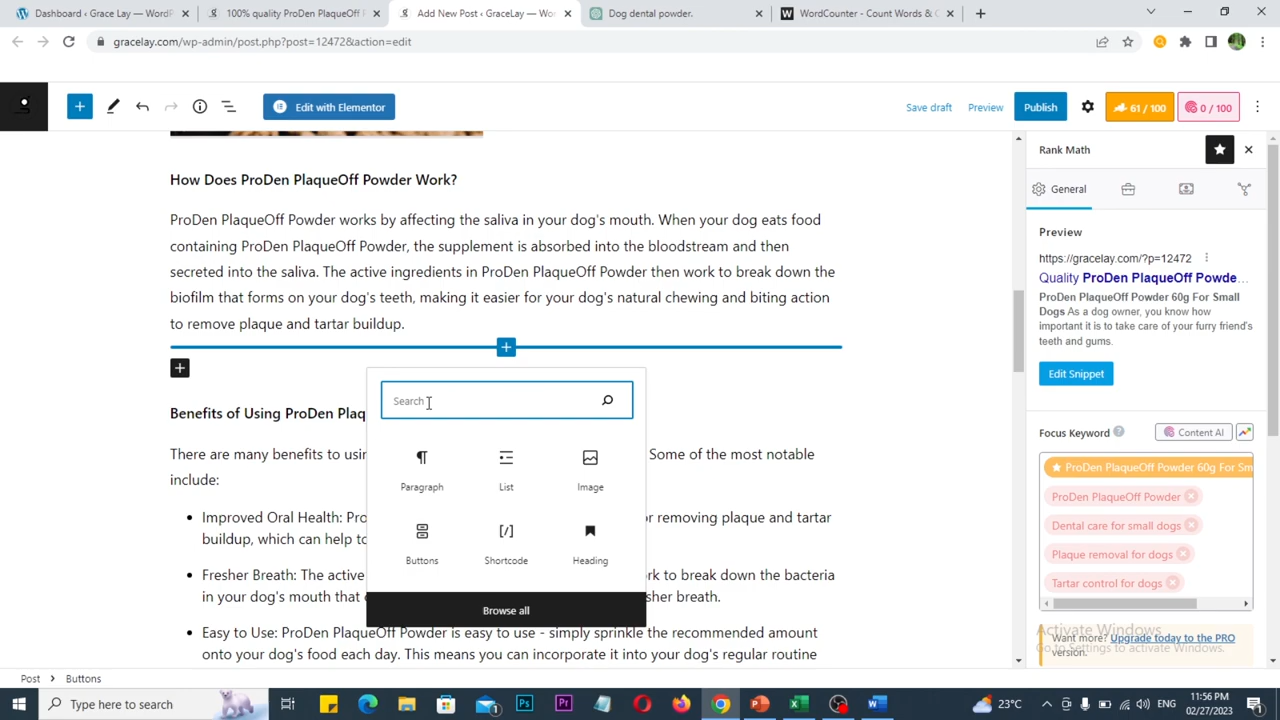 Dashboard ‹ Grace Lay — WordP
100% quality ProDen PlaqueOff P
Add New Post ‹ GraceLay — Wor
Dog dental powder.
WordCounter - Count Words & C
gracelay.com/wp-admin/post.php?post=12472&action=edit
Edit with Elementor
Save draft
Preview
Publish
61 / 100
0 / 100
How Does ProDen PlaqueOff Powder Work?
ProDen PlaqueOff Powder works by affecting the saliva in your dog's mouth. When your dog eats food
containing ProDen PlaqueOff Powder, the supplement is absorbed into the bloodstream and then
secreted into the saliva. The active ingredients in ProDen PlaqueOff Powder then work to break down the
biofilm that forms on your dog's teeth, making it easier for your dog's natural chewing and biting action
to remove plaque and tartar buildup.
Search
Paragraph
List
Image
Buttons
Shortcode
Heading
Browse all
Benefits of Using ProDen Plaq
There are many benefits to usin
Some of the most notable
include:
Improved Oral Health: Pro
or removing plaque and tartar
buildup, which can help to
Fresher Breath: The active
rk to break down the bacteria
in your dog's mouth that
sher breath.
Easy to Use: ProDen PlaqueOff Powder is easy to use - simply sprinkle the recommended amount
onto your dog's food each day. This means you can incorporate it into your dog's regular routine
Rank Math
General
Preview
https://gracelay.com/?p=12472
Quality ProDen PlaqueOff Powde...
ProDen PlaqueOff Powder 60g For Small
Dogs As a dog owner, you know how
important it is to take care of your furry friend's
teeth and gums.
Edit Snippet
Focus Keyword
Content AI
ProDen PlaqueOff Powder 60g For Sm
ProDen PlaqueOff Powder
Dental care for small dogs
Plaque removal for dogs
Tartar control for dogs
Want more? Upgrade today to the PRO
version.
Activate Windows
Go to Settings to activate Windows.
Post
Buttons
Type here to search
23°C
ENG
11:56 PM
02/27/2023